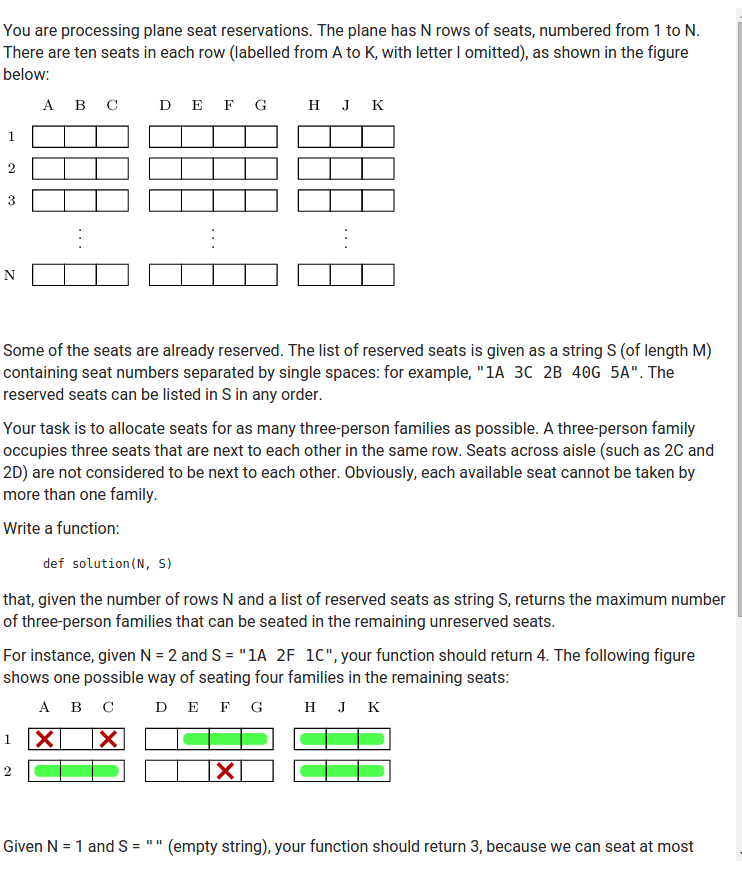 You are processing plane seat reservations. The plane has N rows of seats, numbered from 1 to N.
There are ten seats in each row (labelled from A to K, with letter I omitted), as shown in the figure
below:
A B C D E F G H J K
1
2
3
N
Some of the seats are already reserved. The list of reserved seats is given as a string S (of length M)
containing seat numbers separated by single spaces: for example, "1A 3C 2B 40G 5A". The
reserved seats can be listed in S in any order.
Your task is to allocate seats for as many three-person families as possible. A three-person family
occupies three seats that are next to each other in the same row. Seats across aisle (such as 2C and
2D) are not considered to be next to each other. Obviously, each available seat cannot be taken by
more than one family.
Write a function:
def solution(N, S)
that, given the number of rows N and a list of reserved seats as string S, returns the maximum number
of three-person families that can be seated in the remaining unreserved seats.
For instance, given N = 2 and S = "1A 2F 1C", your function should return 4. The following figure
shows one possible way of seating four families in the remaining seats:
A B C D E F G H J K
1
2
Given N = 1 and S = "" (empty string), your function should return 3, because we can seat at most